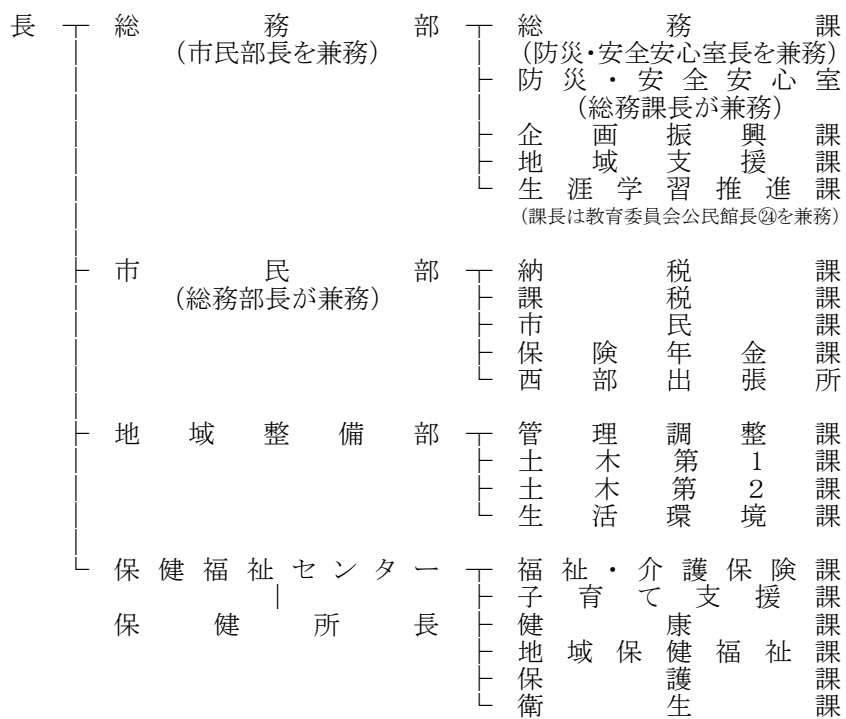 長 総務部 総務課
(市民部長を兼務) (防災・安全安心室長を兼務)
防災・安全安心室
(総務課長が兼務)
企画振興課
地域支援課
生涯学習推進課
(課長は教育委員会公民館長㉔を兼務)
市民部 納税課
(総務部長が兼務) 課税課
市民課
保険年金課
西部出張所
地域整備部 管理調整課
土木第1課
土木第2課
生活環境課
保健福祉センター 福祉・介護保険課
子育て支援課
保健所長 健康課
地域保健福祉課
保護課
衛生課